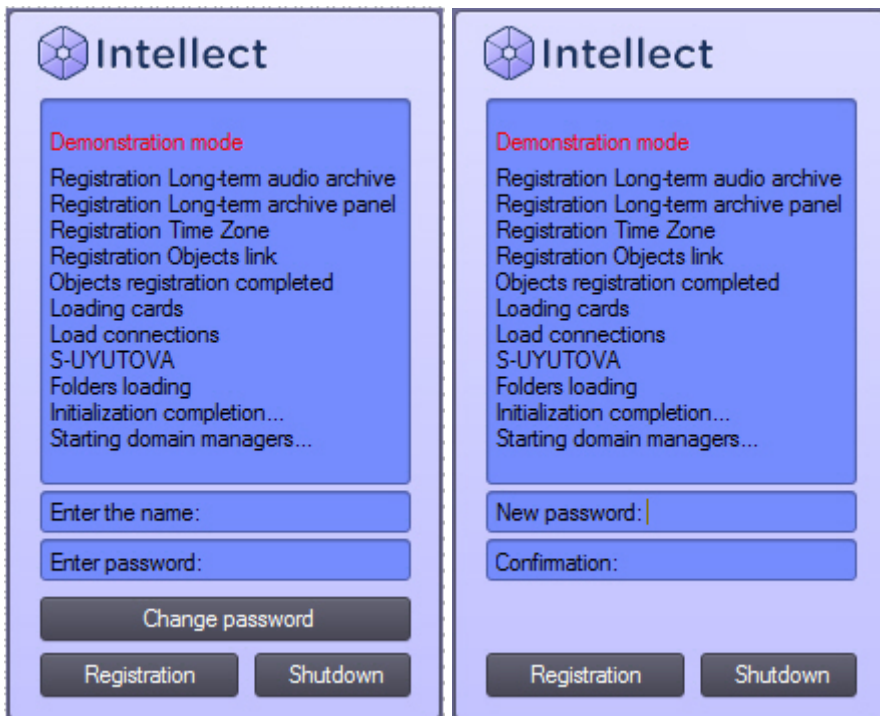 Intellect
Demonstration mode
Registration Long-term audio archive
Registration Long-term archive panel
Registration Time Zone
Registration Objects link
Objects registration completed
Loading cards
Load connections
S-UYUTOVA
Folders loading
Initialization completion...
Starting domain managers...
Enter the name:
Enter password:
Change password
Registration
Shutdown
Intellect
Demonstration mode
Registration Long-term audio archive
Registration Long-term archive panel
Registration Time Zone
Registration Objects link
Objects registration completed
Loading cards
Load connections
S-UYUTOVA
Folders loading
Initialization completion...
Starting domain managers...
New password:
Confirmation:
Registration
Shutdown